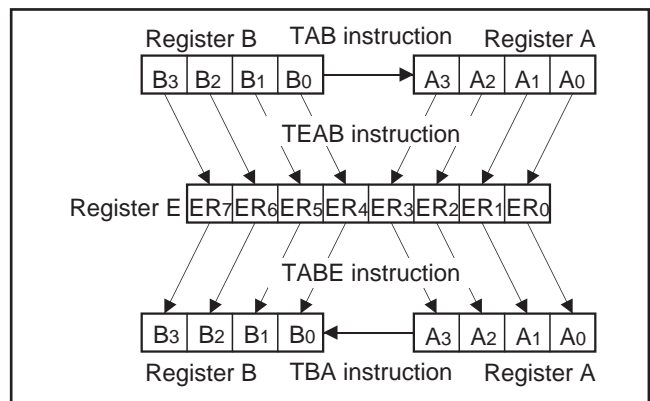 Register B TAB instruction Register A
B3 B2 B1 B0 A3 A2 A1 A0
TEAB instruction
Register E ER7 ER6 ER5 ER4 ER3 ER2 ER1 ER0
TABE instruction
B3 B2 B1 B0 A3 A2 A1 A0
Register B TBA instruction Register A